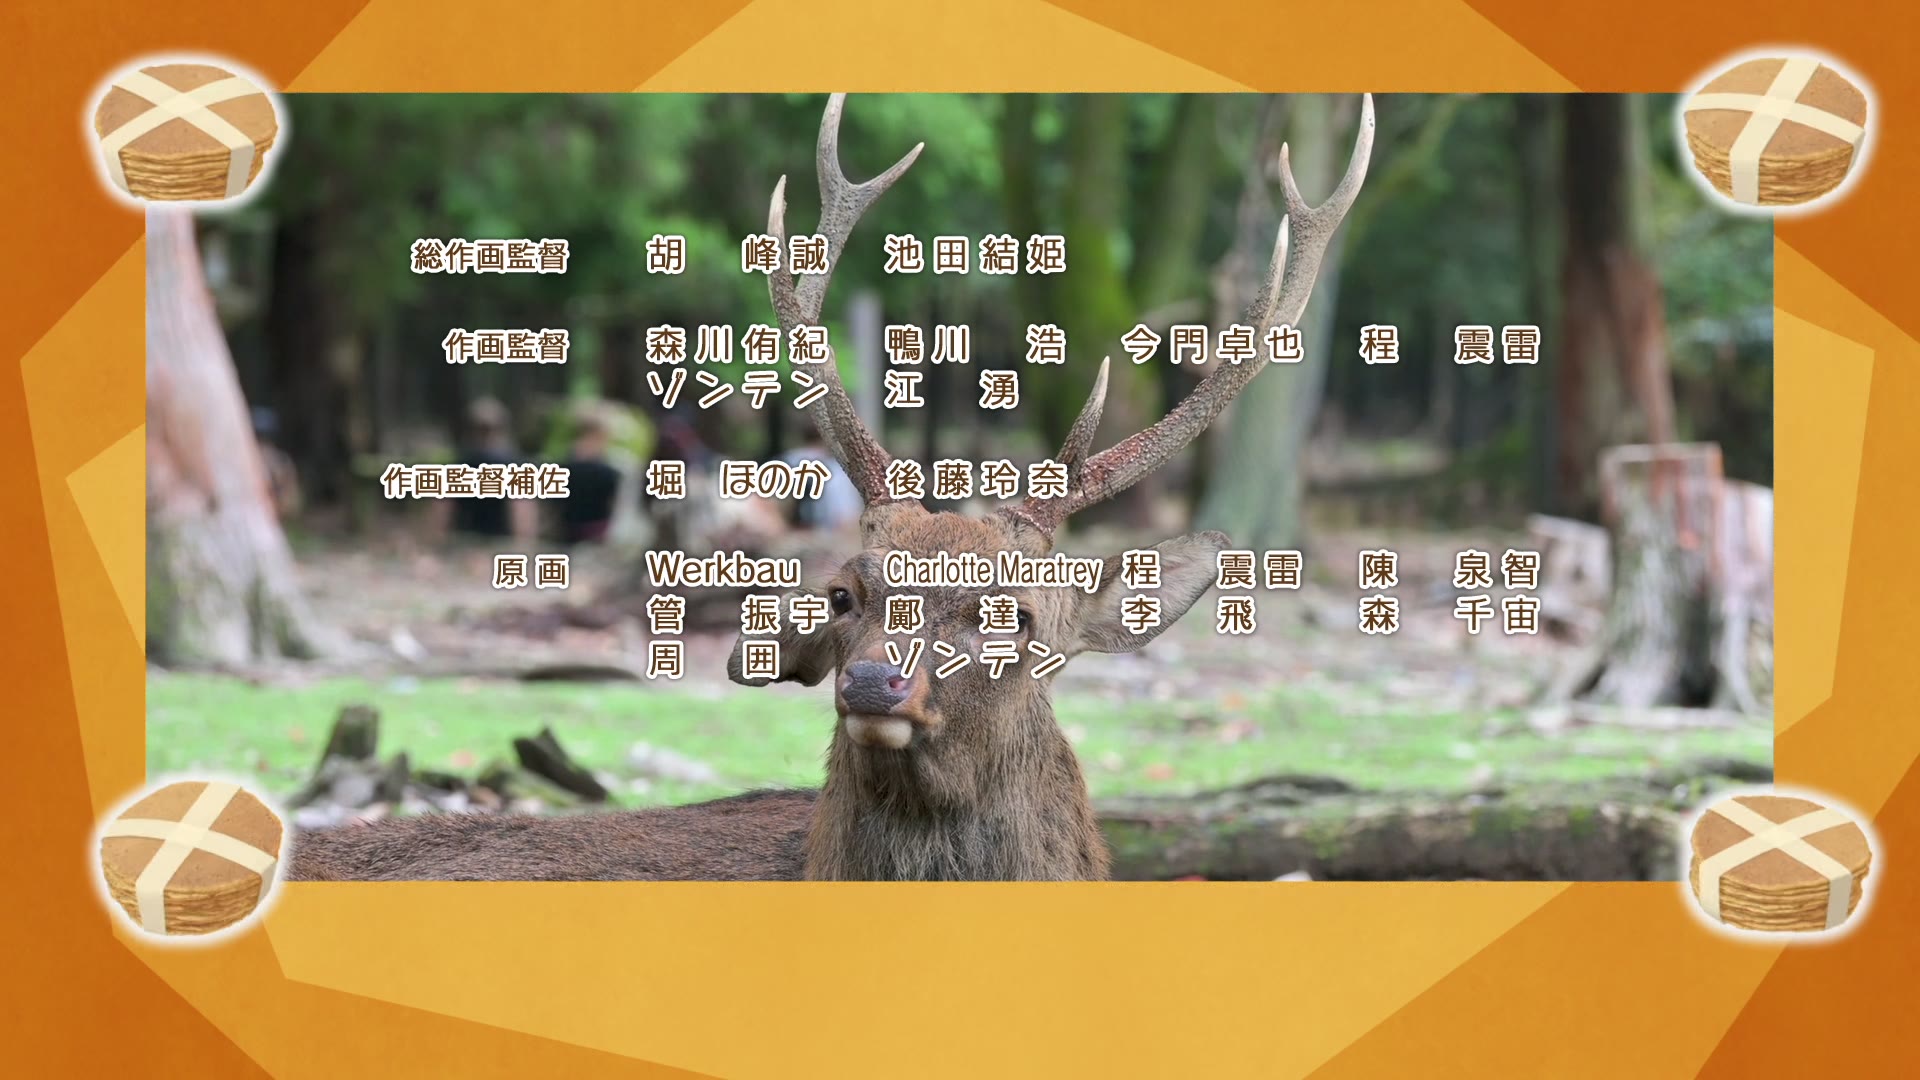 総作画監督 胡 峰誠 池田結姫
作画監督 森川侑紀 鴨川 浩 今門卓也 程 震雷
ゾンテン 江 湧
作画監督補佐 堀 ほのか 後藤玲奈
原画 Werkbau Charlotte Maratrey 程 震雷 陳 泉智
管 振宇 鄺 達 李 飛 森 千宙
周 囲 ゾンテン